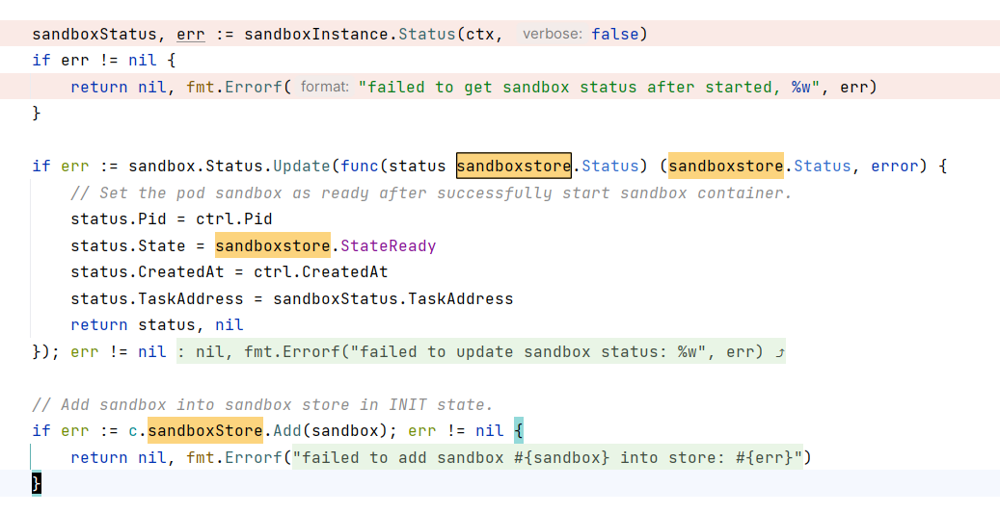 sandboxStatus, err := sandboxInstance.Status(ctx, verbose: false)
if err != nil {
    return nil, fmt.Errorf( format: "failed to get sandbox status after started, %w", err)
}

if err := sandbox.Status.Update(func(status sandboxstore.Status) (sandboxstore.Status, error) {
    // Set the pod sandbox as ready after successfully start sandbox container.
    status.Pid = ctrl.Pid
    status.State = sandboxstore.StateReady
    status.CreatedAt = ctrl.CreatedAt
    status.TaskAddress = sandboxStatus.TaskAddress
    return status, nil
}); err != nil : nil, fmt.Errorf("failed to update sandbox status: %w", err) ⤴

// Add sandbox into sandbox store in INIT state.
if err := c.sandboxStore.Add(sandbox); err != nil {
    return nil, fmt.Errorf("failed to add sandbox #{sandbox} into store: #{err}")
}